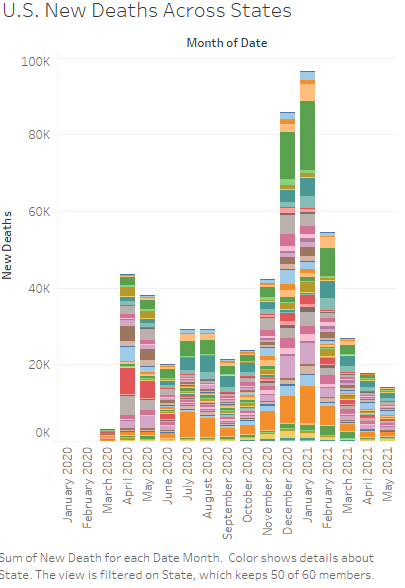 U.S. New Deaths Across States
Month of Date
100K
80K
60K
40K
20K
0K
New Deaths
January 2020
February 2020
March 2020
April 2020
May 2020
June 2020
July 2020
August 2020
September 2020
October 2020
November 2020
December 2020
January 2021
February 2021
March 2021
April 2021
May 2021
Sum of New Death for each Date Month. Color shows details about
State. The view is filtered on State, which keeps 50 of 60 members.